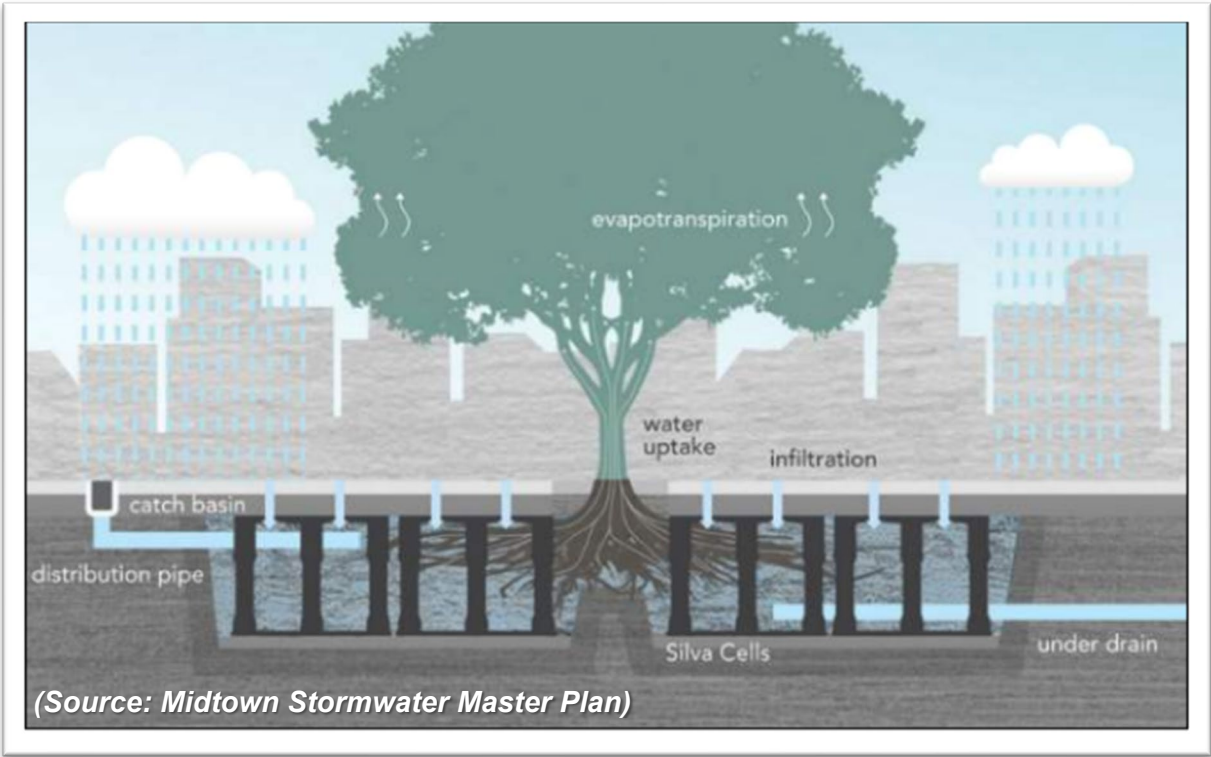 evapotranspiration
water
uptake
infiltration
catch basin
distribution pipe
Silva Cells
under drain
(Source: Midtown Stormwater Master Plan)